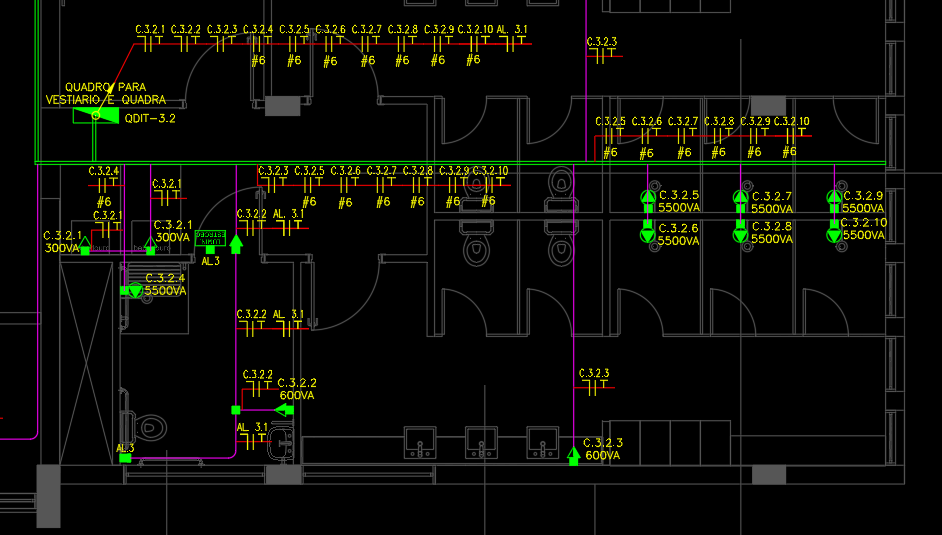 C.3.2.1 C.3.2.2 C.3.2.3 C.3.2.4 C.3.2.5 C.3.2.6 C.3.2.7 C.3.2.8 C.3.2.9 C.3.2.10 AL 3.1
#6 #6 #6 #6 #6 #6 #6
C.3.2.3
QUADRO PARA
VESTIARIO E QUADRA
QDIT-3.2
C.3.2.5 C.3.2.6 C.3.2.7 C.3.2.8 C.3.2.9 C.3.2.10
#6 #6 #6 #6 #6 #6
C.3.2.4
#6
C.3.2.1
C.3.2.3 C.3.2.5 C.3.2.6 C.3.2.7 C.3.2.8 C.3.2.9 C.3.2.10
#6 #6 #6 #6 #6 #6
C.3.2.1
C.3.2.1
300VA
C.3.2.1
300VA
C.3.2.2 AL 3.1
AL3
C.3.2.5
5500VA
C.3.2.6
5500VA
C.3.2.7
5500VA
C.3.2.8
5500VA
C.3.2.9
5500VA
C.3.2.10
5500VA
C.3.2.4
5500VA
C.3.2.2 AL 3.1
C.3.2.2
C.3.2.2
600VA
C.3.2.3
AL 3.1
AL3
C.3.2.3
600VA